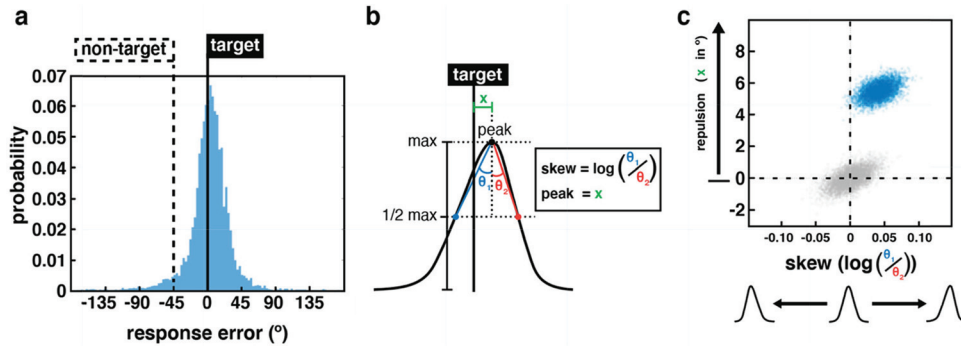 a
non-target
target
0.07
0.06
0.05
0.04
0.03
0.02
0.01
0
probability
-135 -90 -45 0 45 90 135
response error (º)
b
target
x
peak
max
1/2 max
θ1
θ2
skew = log(θ1/θ2)
peak = x
c
repulsion (x in º)
8
6
4
2
0
-2
-0.10 -0.05 0 0.05 0.10
skew (log(θ1/θ2))